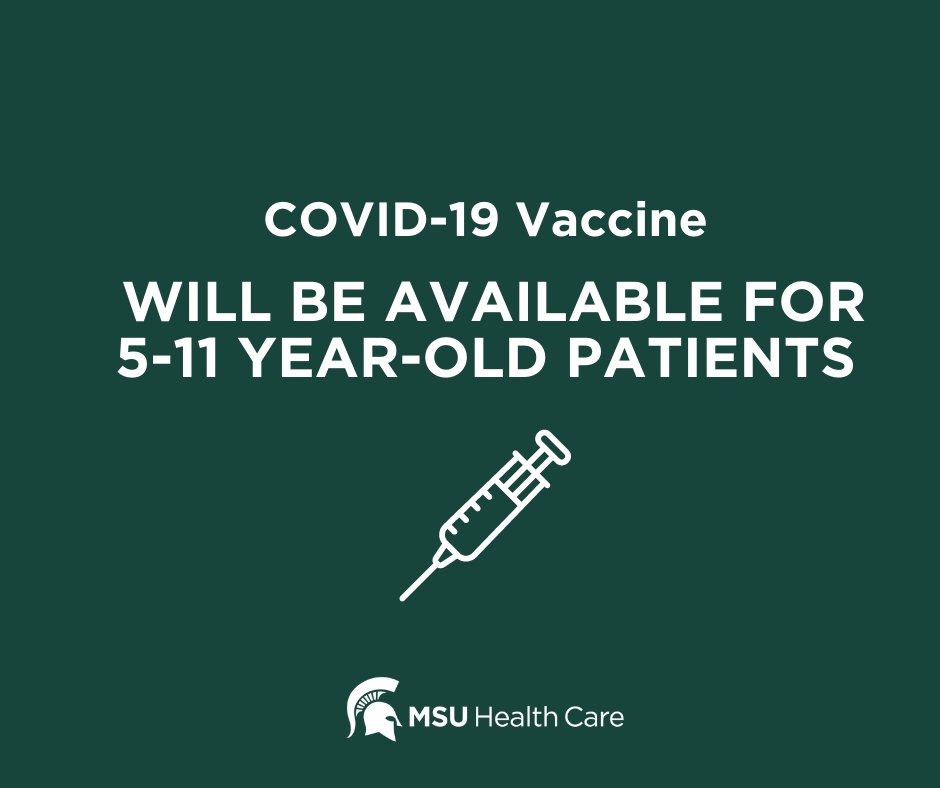 COVID-19 Vaccine
WILL BE AVAILABLE FOR
5-11 YEAR-OLD PATIENTS
MSU Health Care